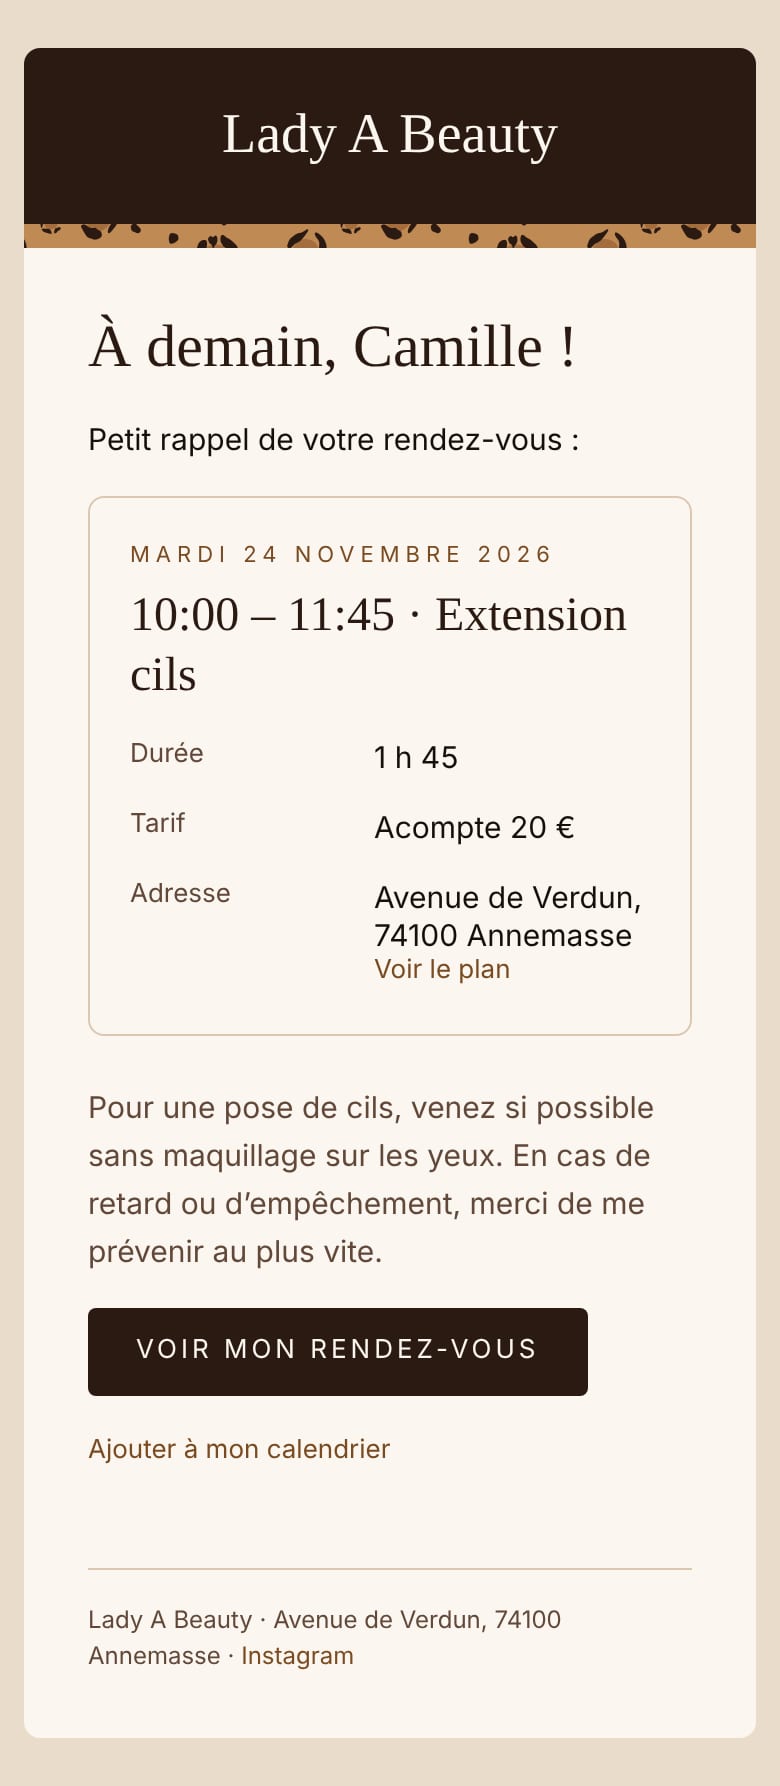 Lady A Beauty
À demain, Camille !
Petit rappel de votre rendez-vous :
MARDI 24 NOVEMBRE 2026
10:00 – 11:45 · Extension
cils
Durée 1 h 45
Tarif Acompte 20 €
Adresse Avenue de Verdun,
74100 Annemasse
Voir le plan
Pour une pose de cils, venez si possible
sans maquillage sur les yeux. En cas de
retard ou d’empêchement, merci de me
prévenir au plus vite.
VOIR MON RENDEZ-VOUS
Ajouter à mon calendrier
Lady A Beauty · Avenue de Verdun, 74100
Annemasse · Instagram